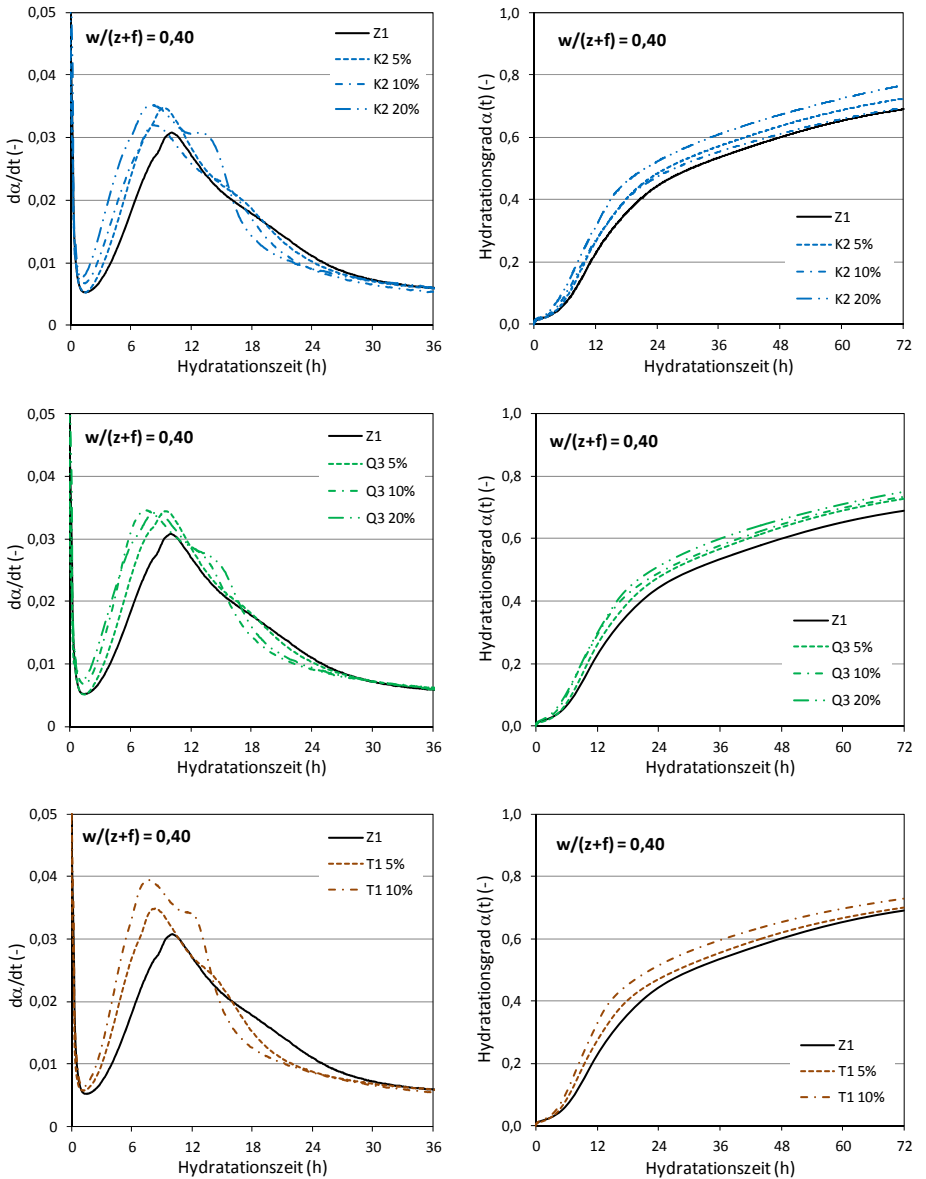 w/(z+f) = 0,40
Z1
K2 5%
K2 10%
K2 20%
dα/dt (-)
0,05
0,04
0,03
0,02
0,01
0
0 6 12 18 24 30 36
Hydratationszeit (h)
w/(z+f) = 0,40
Z1
K2 5%
K2 10%
K2 20%
Hydratationsgrad α(t) (-)
1,0
0,8
0,6
0,4
0,2
0,0
0 12 24 36 48 60 72
Hydratationszeit (h)
w/(z+f) = 0,40
Z1
Q3 5%
Q3 10%
Q3 20%
dα/dt (-)
0,05
0,04
0,03
0,02
0,01
0
0 6 12 18 24 30 36
Hydratationszeit (h)
w/(z+f) = 0,40
Z1
Q3 5%
Q3 10%
Q3 20%
Hydratationsgrad α(t) (-)
1,0
0,8
0,6
0,4
0,2
0,0
0 12 24 36 48 60 72
Hydratationszeit (h)
w/(z+f) = 0,40
Z1
T1 5%
T1 10%
dα/dt (-)
0,05
0,04
0,03
0,02
0,01
0
0 6 12 18 24 30 36
Hydratationszeit (h)
w/(z+f) = 0,40
Z1
T1 5%
T1 10%
Hydratationsgrad α(t) (-)
1,0
0,8
0,6
0,4
0,2
0,0
0 12 24 36 48 60 72
Hydratationszeit (h)